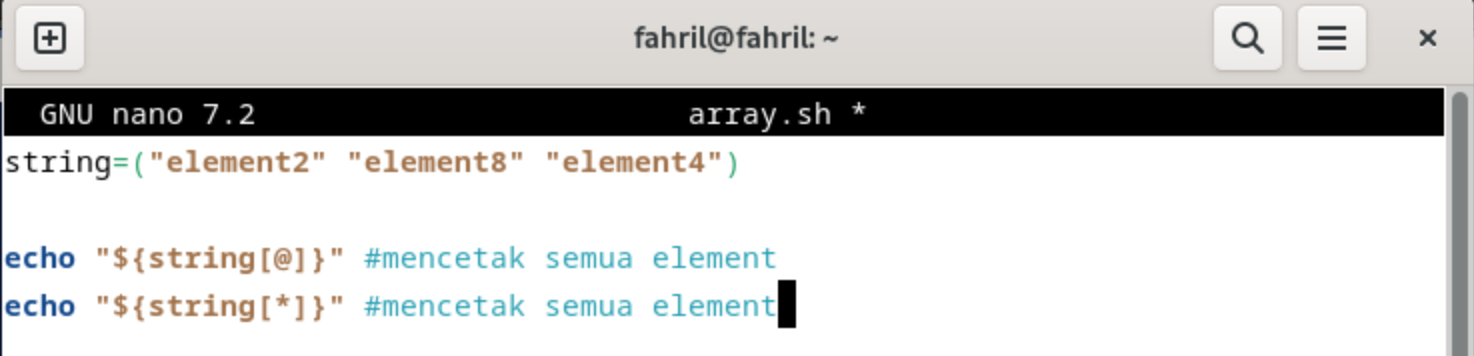 fahril@fahril: ~
GNU nano 7.2 array.sh *
string=("element2" "element8" "element4")
echo "${string[@]}" #mencetak semua element
echo "${string[*]}" #mencetak semua element